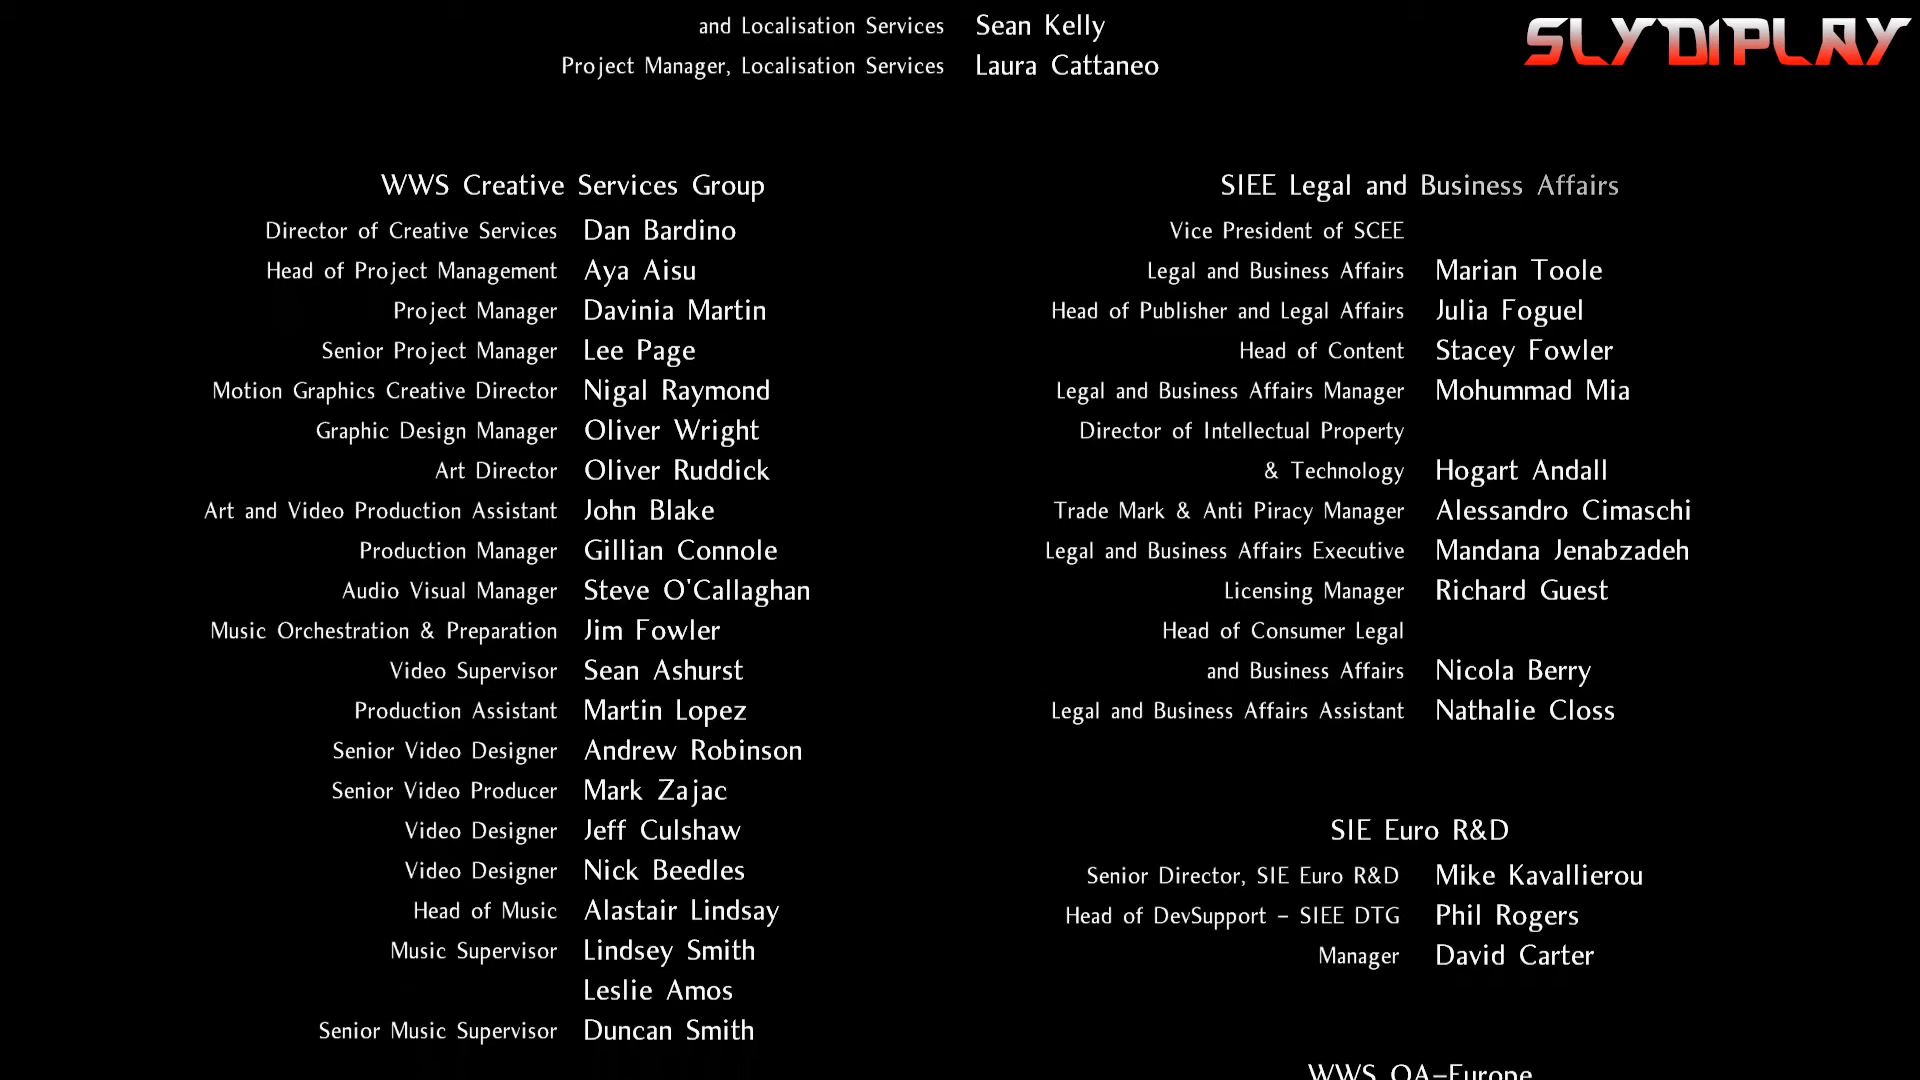 and Localisation Services Sean Kelly
Project Manager, Localisation Services Laura Cattaneo
SLYDIPLAY
WWS Creative Services Group
Director of Creative Services Dan Bardino
Head of Project Management Aya Aisu
Project Manager Davinia Martin
Senior Project Manager Lee Page
Motion Graphics Creative Director Nigal Raymond
Graphic Design Manager Oliver Wright
Art Director Oliver Ruddick
Art and Video Production Assistant John Blake
Production Manager Gillian Connole
Audio Visual Manager Steve O'Callaghan
Music Orchestration & Preparation Jim Fowler
Video Supervisor Sean Ashurst
Production Assistant Martin Lopez
Senior Video Designer Andrew Robinson
Senior Video Producer Mark Zajac
Video Designer Jeff Culshaw
Video Designer Nick Beedles
Head of Music Alastair Lindsay
Music Supervisor Lindsey Smith
Leslie Amos
Senior Music Supervisor Duncan Smith
SIEE Legal and Business Affairs
Vice President of SCEE
Legal and Business Affairs Marian Toole
Head of Publisher and Legal Affairs Julia Foguel
Head of Content Stacey Fowler
Legal and Business Affairs Manager Mohummad Mia
Director of Intellectual Property
& Technology Hogart Andall
Trade Mark & Anti Piracy Manager Alessandro Cimaschi
Legal and Business Affairs Executive Mandana Jenabzadeh
Licensing Manager Richard Guest
Head of Consumer Legal
and Business Affairs Nicola Berry
Legal and Business Affairs Assistant Nathalie Closs
SIE Euro R&D
Senior Director, SIE Euro R&D Mike Kavallierou
Head of DevSupport - SIEE DTG Phil Rogers
Manager David Carter
WWS QA-Europe